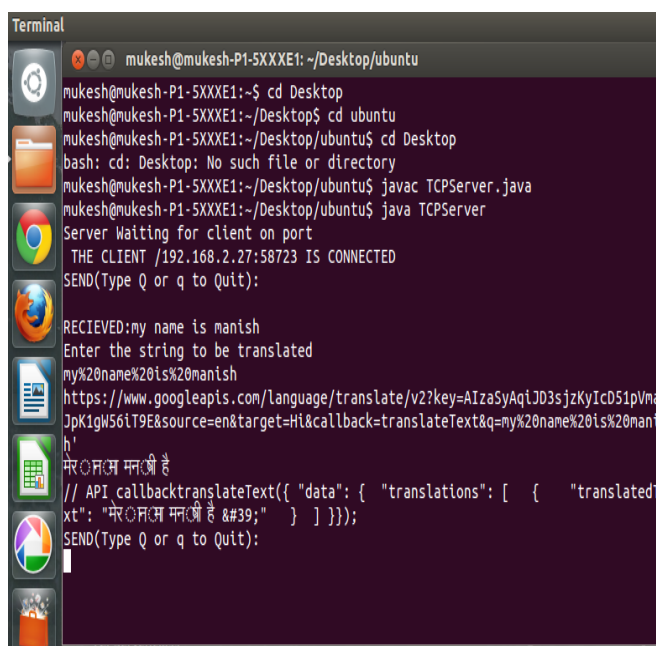 Terminal
mukesh@mukesh-P1-5XXXE1: ~/Desktop/ubuntu
mukesh@mukesh-P1-5XXXE1:~$ cd Desktop
mukesh@mukesh-P1-5XXXE1:~/Desktop$ cd ubuntu
mukesh@mukesh-P1-5XXXE1:~/Desktop/ubuntu$ cd Desktop
bash: cd: Desktop: No such file or directory
mukesh@mukesh-P1-5XXXE1:~/Desktop/ubuntu$ javac TCPServer.java
mukesh@mukesh-P1-5XXXE1:~/Desktop/ubuntu$ java TCPServer
Server Waiting for client on port
THE CLIENT /192.168.2.27:58723 IS CONNECTED
SEND(Type Q or q to Quit):
RECIEVED:my name is manish
Enter the string to be translated
my%20name%20is%20manish
https://www.googleapis.com/language/translate/v2?key=AIzaSyAqiJD3sjzKyIcD51pVma
JpK1gW56iT9E&source=en&target=Hi&callback=translateText&q=my%20name%20is%20mani
h'
मेरा नाम मनीष है
// API callbacktranslateText({ "data": { "translations": [ { "translatedT
xt": "मेरा नाम मनीष है &#39;" } ] }});
SEND(Type Q or q to Quit):